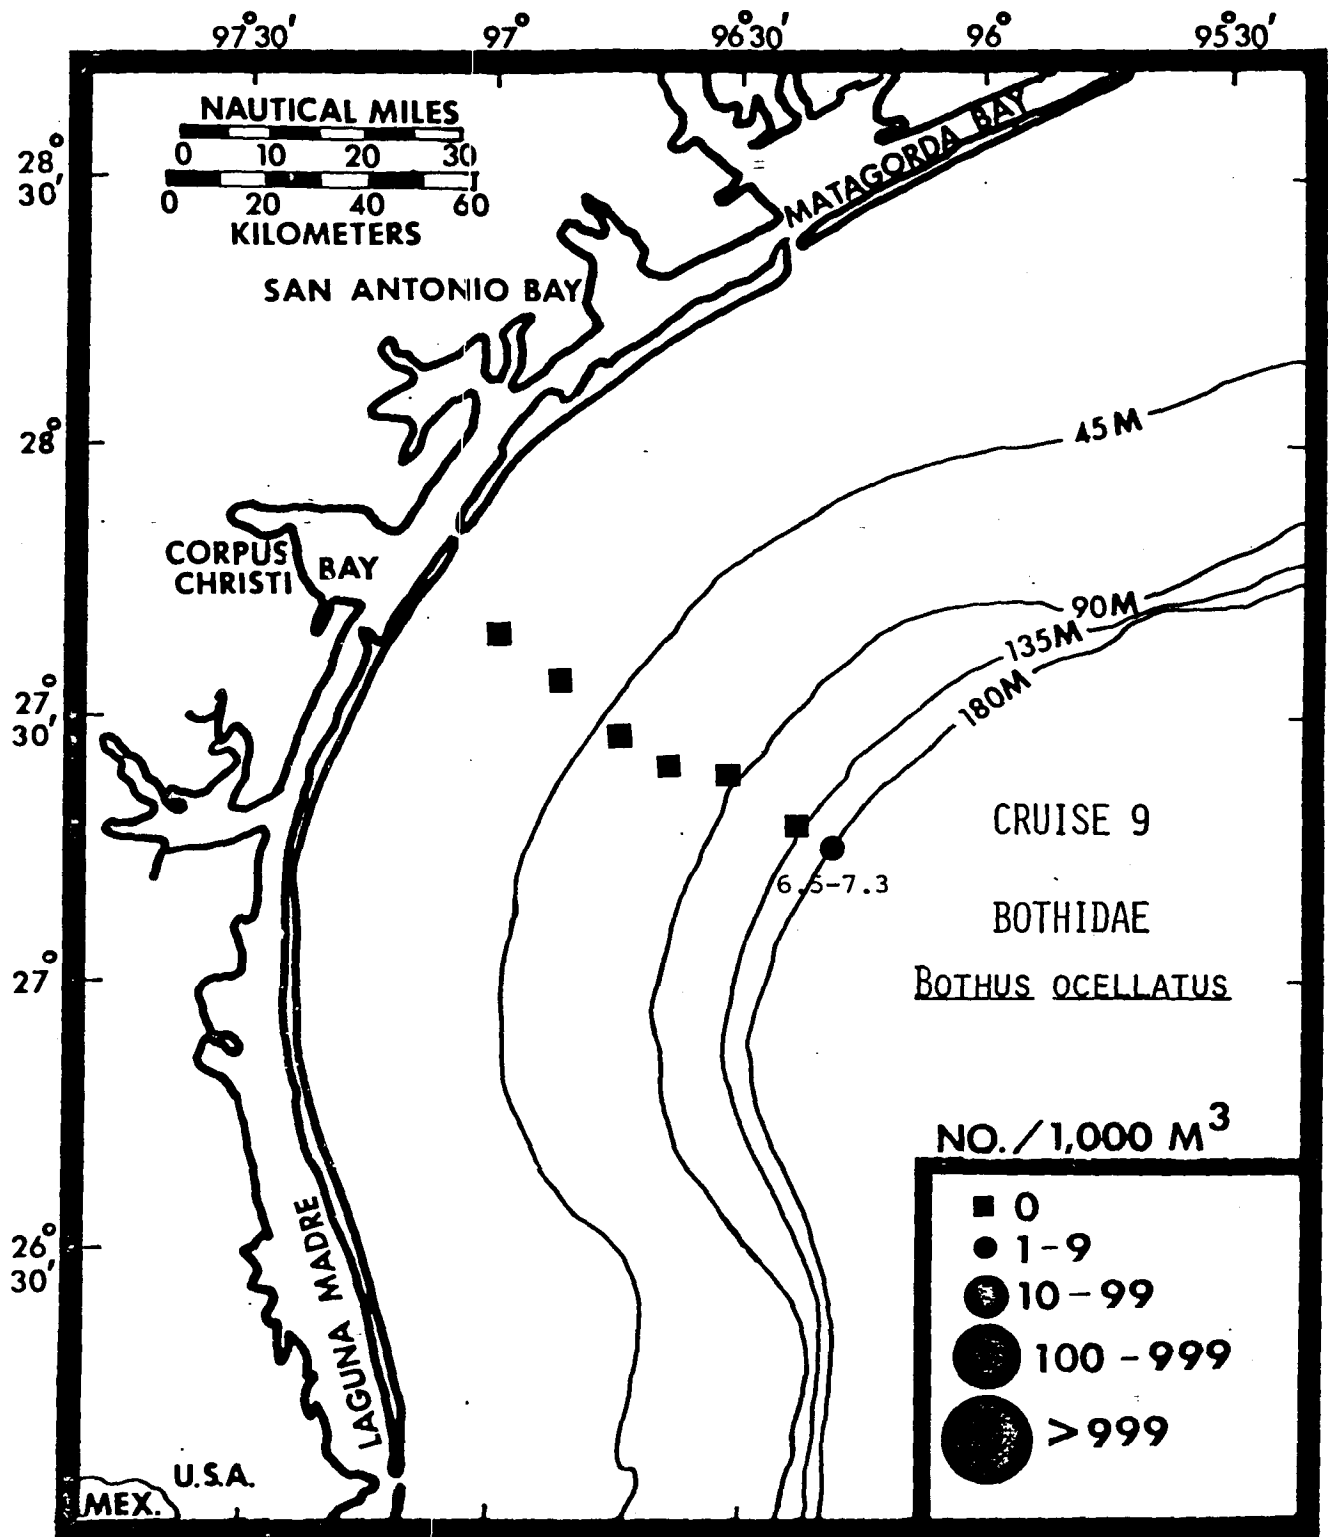 97°30' 97° 96°30' 96° 95°30'
NAUTICAL MILES
0 10 20 30
0 20 40 60
KILOMETERS
28°
30'
MATAGORDA BAY
SAN ANTONIO BAY
45M
28°
CORPUS
CHRISTI BAY
90M
135M
180M
27°
30'
CRUISE 9
6.5-7.3
BOTHIDAE
27°
BOTHUS OCELLATUS
NO./1,000 M³
0
26°
30'
1-9
10-99
100-999
>999
LAGUNA MADRE
U.S.A.
MEX.